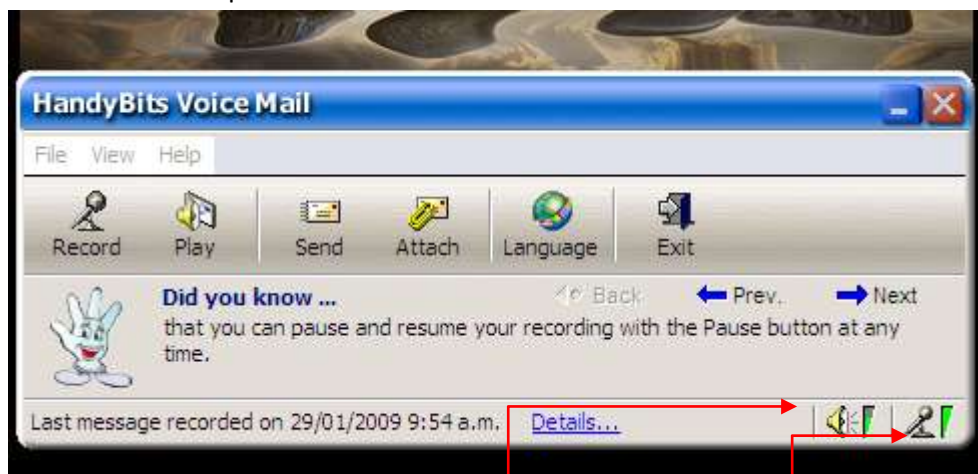 HandyBits Voice Mail
File View Help
Record Play Send Attach Language Exit
Did you know ... Back Prev. Next
that you can pause and resume your recording with the Pause button at any
time.
Last message recorded on 29/01/2009 9:54 a.m. Details...